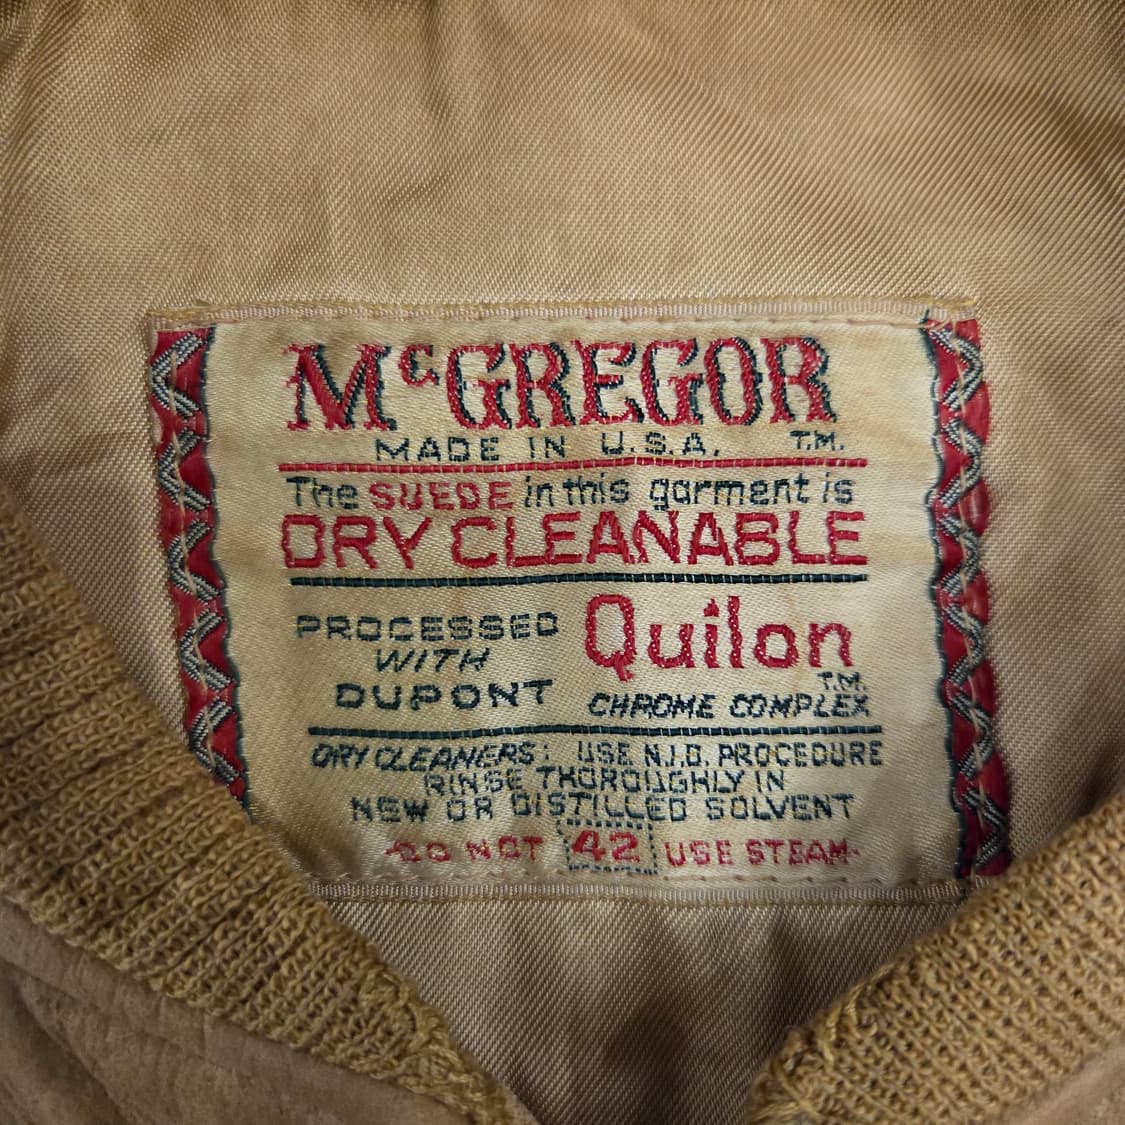 McGREGOR
MADE IN U.S.A. T.M.
The SUEDE in this garment is
DRY CLEANABLE
PROCESSED
WITH
DUPONT
Quilon
T.M.
CHROME COMPLEX
DRY CLEANERS: USE N.I.D. PROCEDURE
RINSE THOROUGHLY IN
NEW OR DISTILLED SOLVENT
·DO NOT 42 USE STEAM·